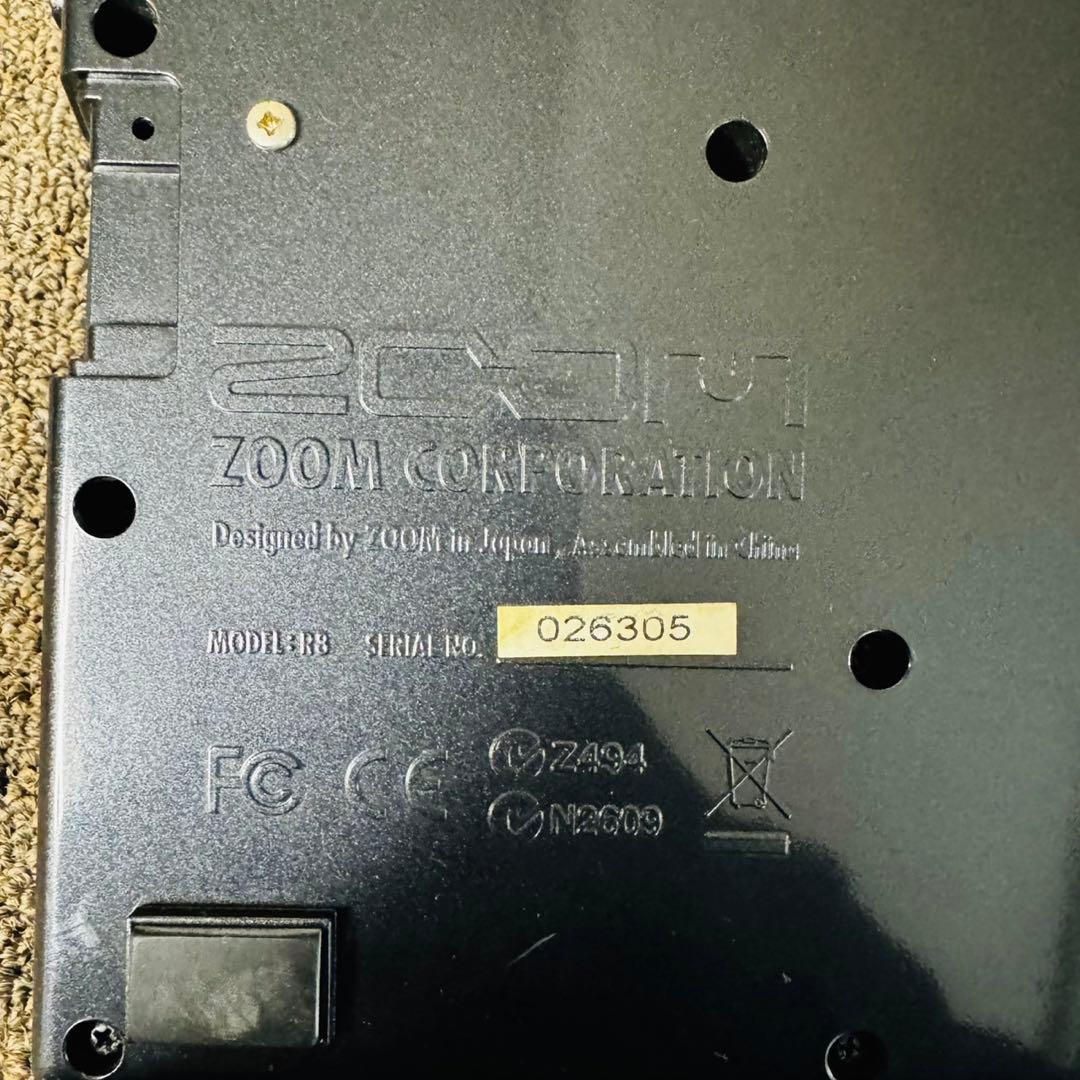 ZOOM
ZOOM CORPORATION
Designed by ZOOM in Japan, Assembled in China
MODEL:R8 SERIAL NO. 026305
FC CE Z494
N2609